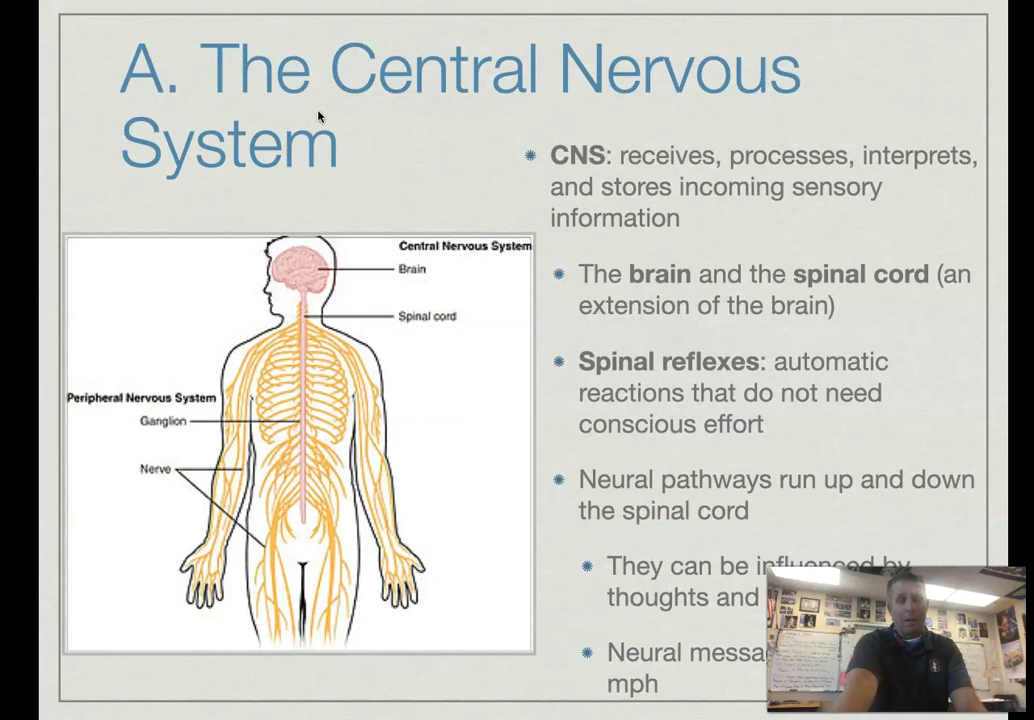 A. The Central Nervous
System
CNS: receives, processes, interprets,
and stores incoming sensory
information
The brain and the spinal cord (an
extension of the brain)
Spinal reflexes: automatic
reactions that do not need
conscious effort
Neural pathways run up and down
the spinal cord
They can be influenced by
thoughts and
Neural
mph
Central Nervous System
Brain
Spinal cord
Peripheral Nervous System
Ganglion
Nerve